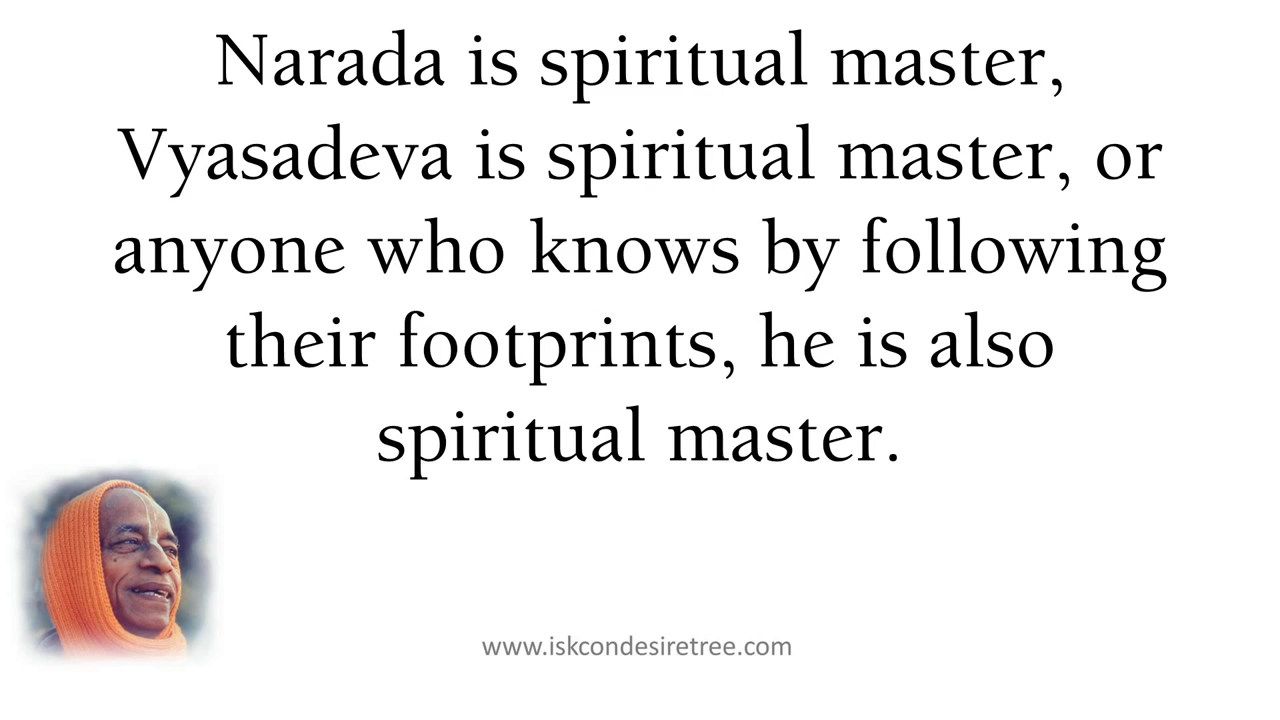 Narada is spiritual master,
Vyasadeva is spiritual master, or
anyone who knows by following
their footprints, he is also
spiritual master.
www.iskcondesiretree.com